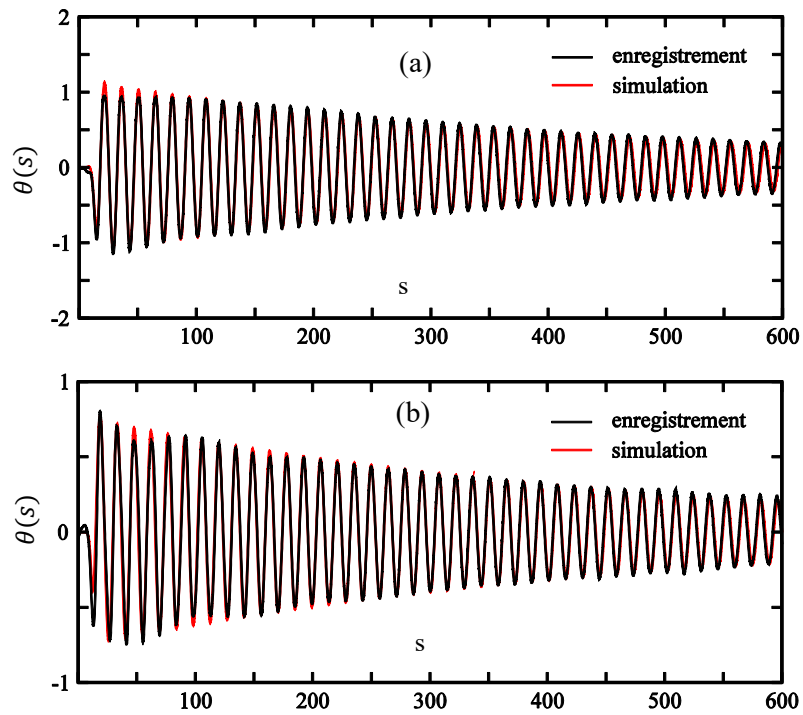 2
(a)
enregistrement
simulation
1
θ(s)
0
-1
s
-2
100 200 300 400 500 600
1
(b)
enregistrement
simulation
θ(s)
0
s
-1
100 200 300 400 500 600